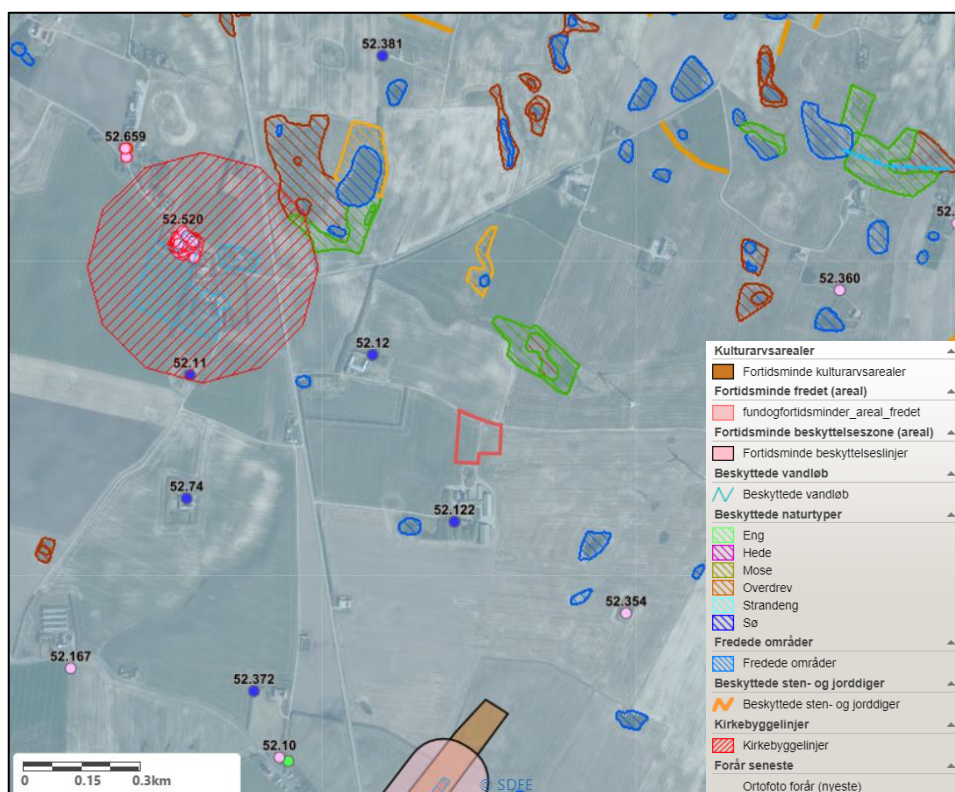 52.381
52.659
52.520
52.
52.360
52.12
52.11
52.74
52.122
52.354
52.167
52.372
52.10
Kulturarvsarealer
Fortidsminde kulturarvsarealer
Fortidsminde fredet (areal)
fundogfortidsminder_areal_fredet
Fortidsminde beskyttelseszone (areal)
Fortidsminde beskyttelseslinjer
Beskyttede vandløb
Beskyttede vandløb
Beskyttede naturtyper
Eng
Hede
Mose
Overdrev
Strandeng
Sø
Fredede områder
Fredede områder
Beskyttede sten- og jorddiger
Beskyttede sten- og jorddiger
Kirkebyggelinjer
Kirkebyggelinjer
Forår seneste
Ortofoto forår (nyeste)
0 0.15 0.3km
© SDFE